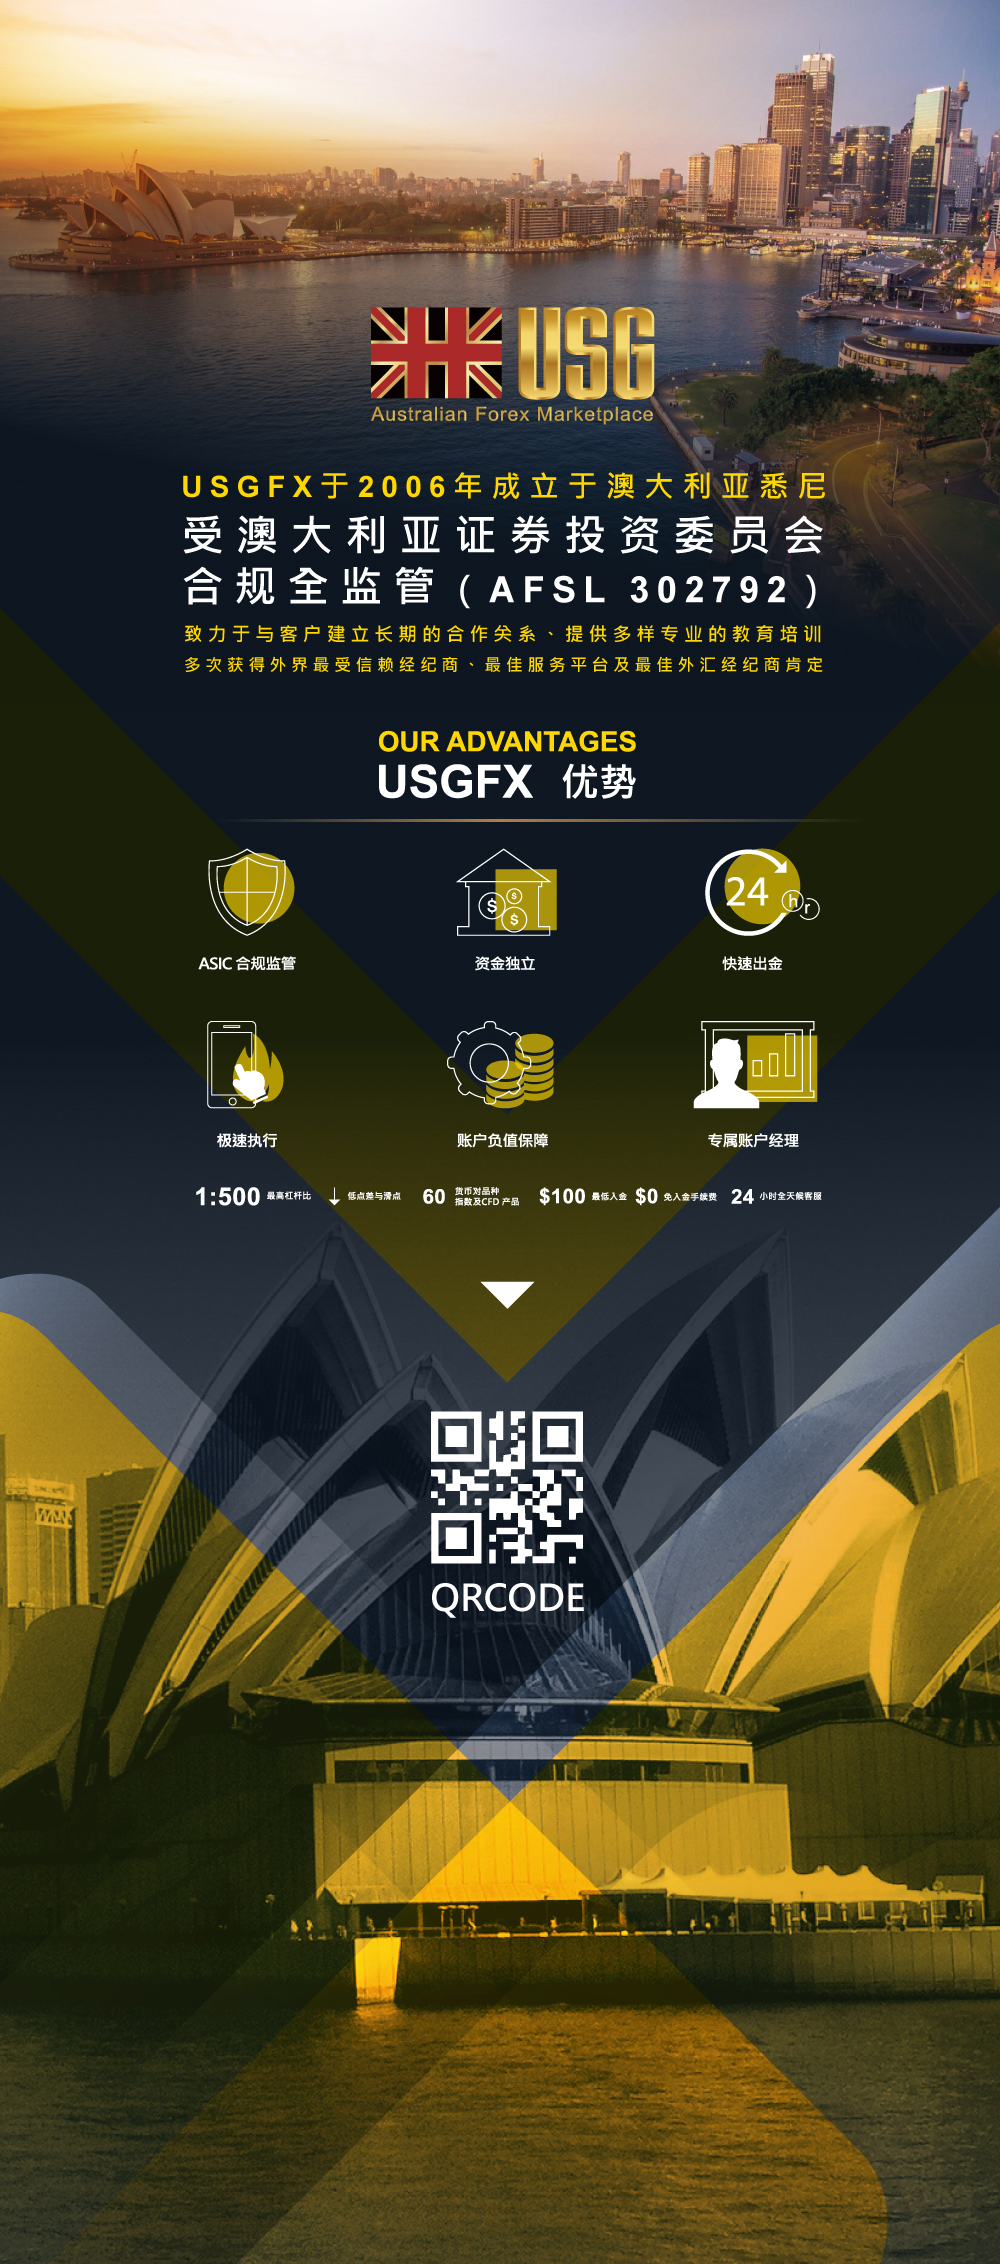 USG
Australian Forex Marketplace
USGFX于2006年成立于澳大利亚悉尼
受澳大利亚证券投资委员会
合规全监管（AFSL 302792）
致力于与客户建立长期的合作关系、提供多样专业的教育培训
多次获得外界最受信赖经纪商、最佳服务平台及最佳外汇经纪商肯定
OUR ADVANTAGES
USGFX 优势
24 hr
ASIC 合规监管 资金独立 快速出金
极速执行 账户负值保障 专属账户经理
1:500 最高杠杆比 ↓ 低点差与滑点 60 货币对品种 $100 最低入金 $0 免入金手续费 24 小时全天候客服
指数及CFD 产品
QRCODE